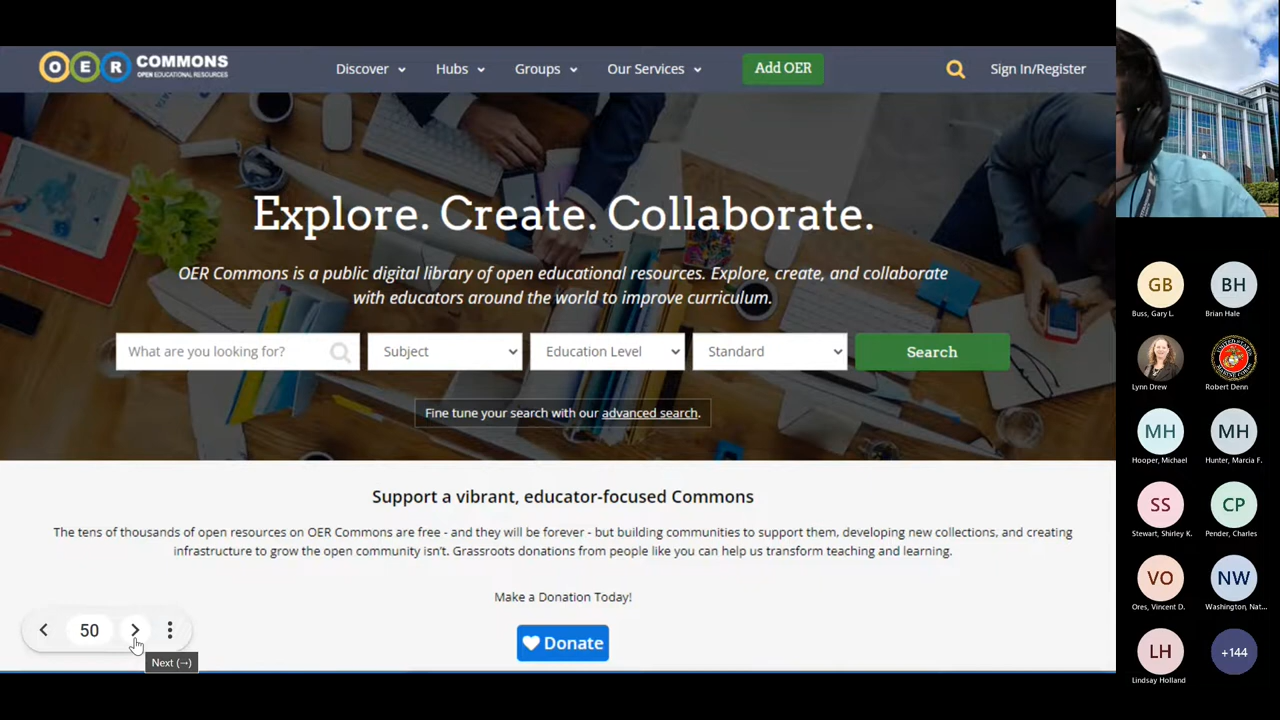 OER COMMONS
OPEN EDUCATIONAL RESOURCES
Discover
Hubs
Groups
Our Services
Add OER
Sign In/Register
Explore. Create. Collaborate.
OER Commons is a public digital library of open educational resources. Explore, create, and collaborate
with educators around the world to improve curriculum.
What are you looking for?
Subject
Education Level
Standard
Search
Fine tune your search with our advanced search.
Support a vibrant, educator-focused Commons
The tens of thousands of open resources on OER Commons are free - and they will be forever - but building communities to support them, developing new collections, and creating
infrastructure to grow the open community isn't. Grassroots donations from people like you can help us transform teaching and learning.
Make a Donation Today!
Donate
50
Next (→)
GB
Buss, Gary L.
BH
Brian Hale
Lynn Drew
Robert Denn
MH
Hooper, Michael
MH
Hunter, Marcia F.
SS
Stewart, Shirley K.
CP
Pender, Charles
VO
Ores, Vincent D.
NW
Washington, Nat...
LH
Lindsay Holland
+144